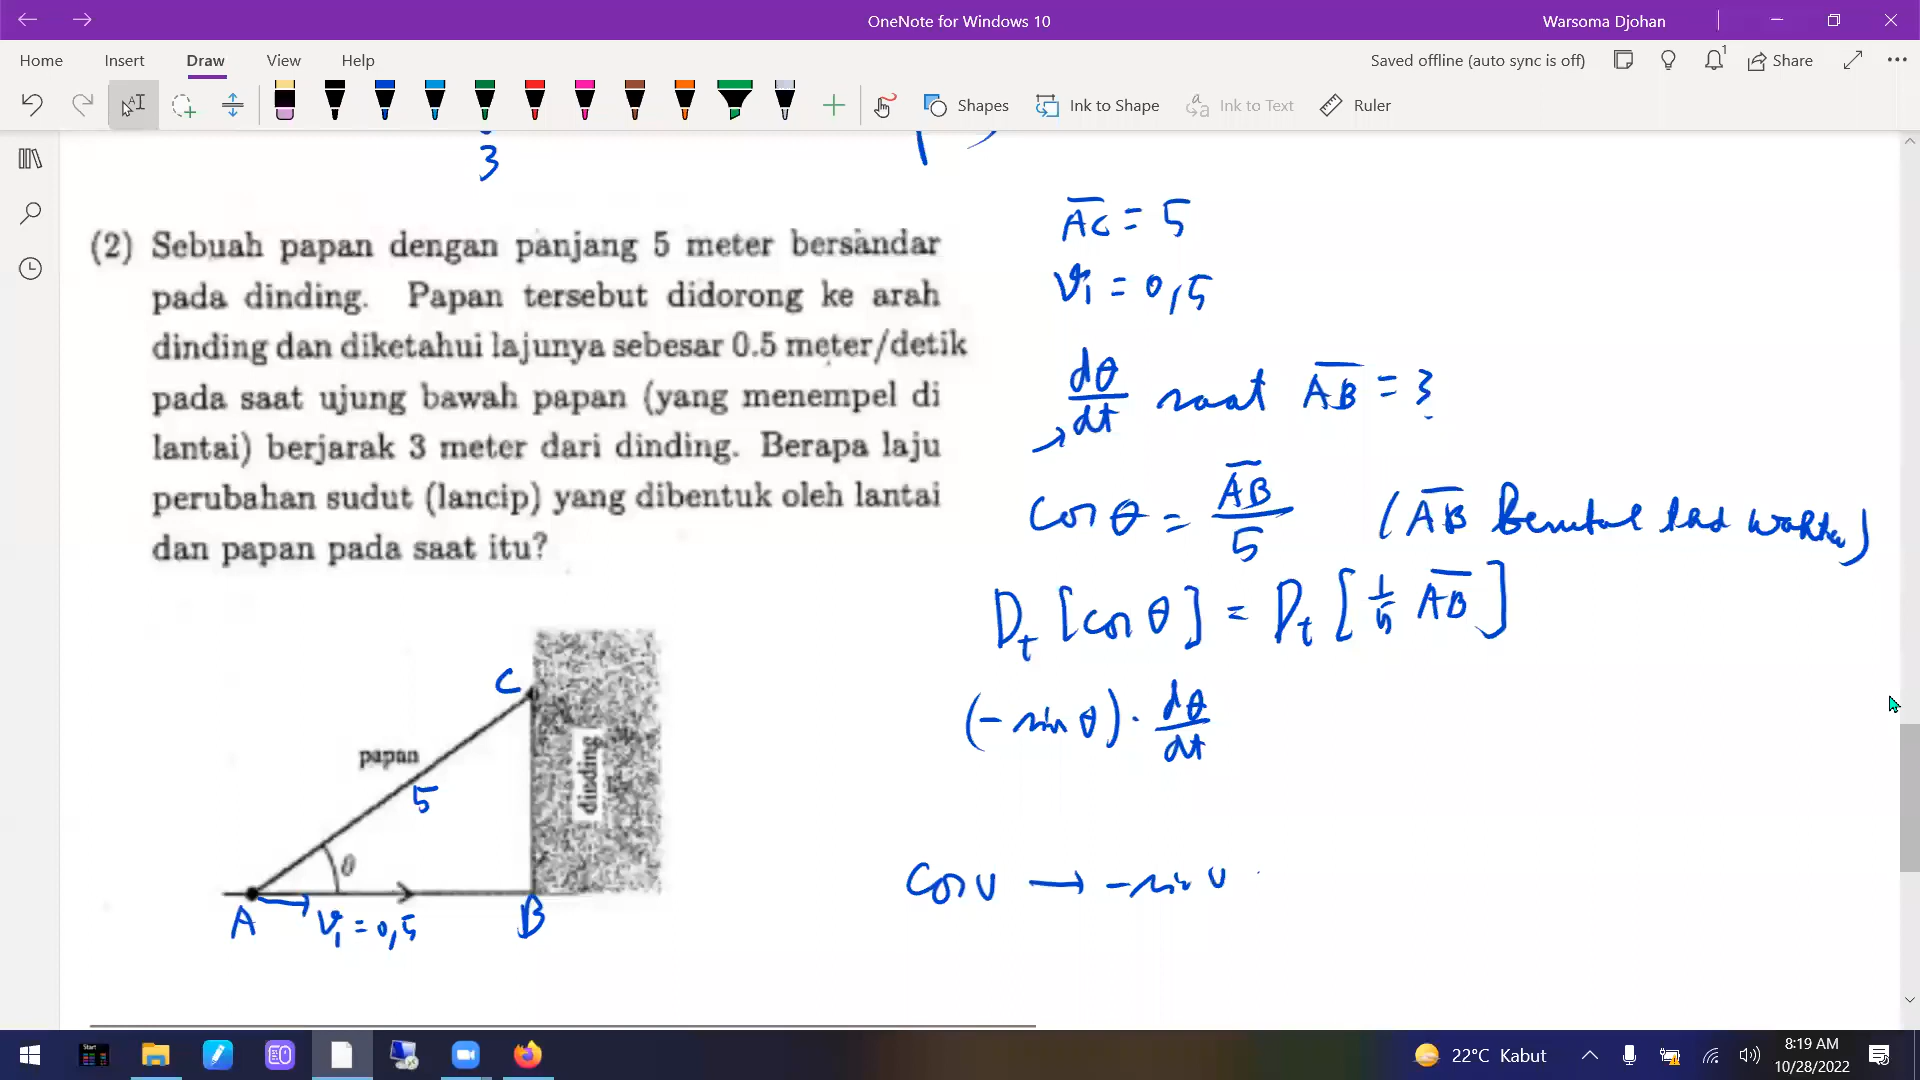 OneNote for Windows 10
Warsoma Djohan
Home Insert Draw View Help
Saved offline (auto sync is off)
1
Share
Shapes
Ink to Shape
Ink to Text
Ruler
3
(2) Sebuah papan dengan panjang 5 meter bersandar
pada dinding. Papan tersebut didorong ke arah
dinding dan diketahui lajunya sebesar 0.5 meter/detik
pada saat ujung bawah papan (yang menempel di
lantai) berjarak 3 meter dari dinding. Berapa laju
perubahan sudut (lancip) yang dibentuk oleh lantai
dan papan pada saat itu?
C
papan
5
dinding
θ
A
V₁ = 0,5
B
AC = 5
V₁ = 0,5
dθ/dt saat AB = 3
cos θ = AB/5 (AB
D_t [cos θ] = D_t [1/5 AB]
(- sin θ) · dθ/dt
cos u → - sin u
Start
22°C Kabut
8:19 AM
10/28/2022